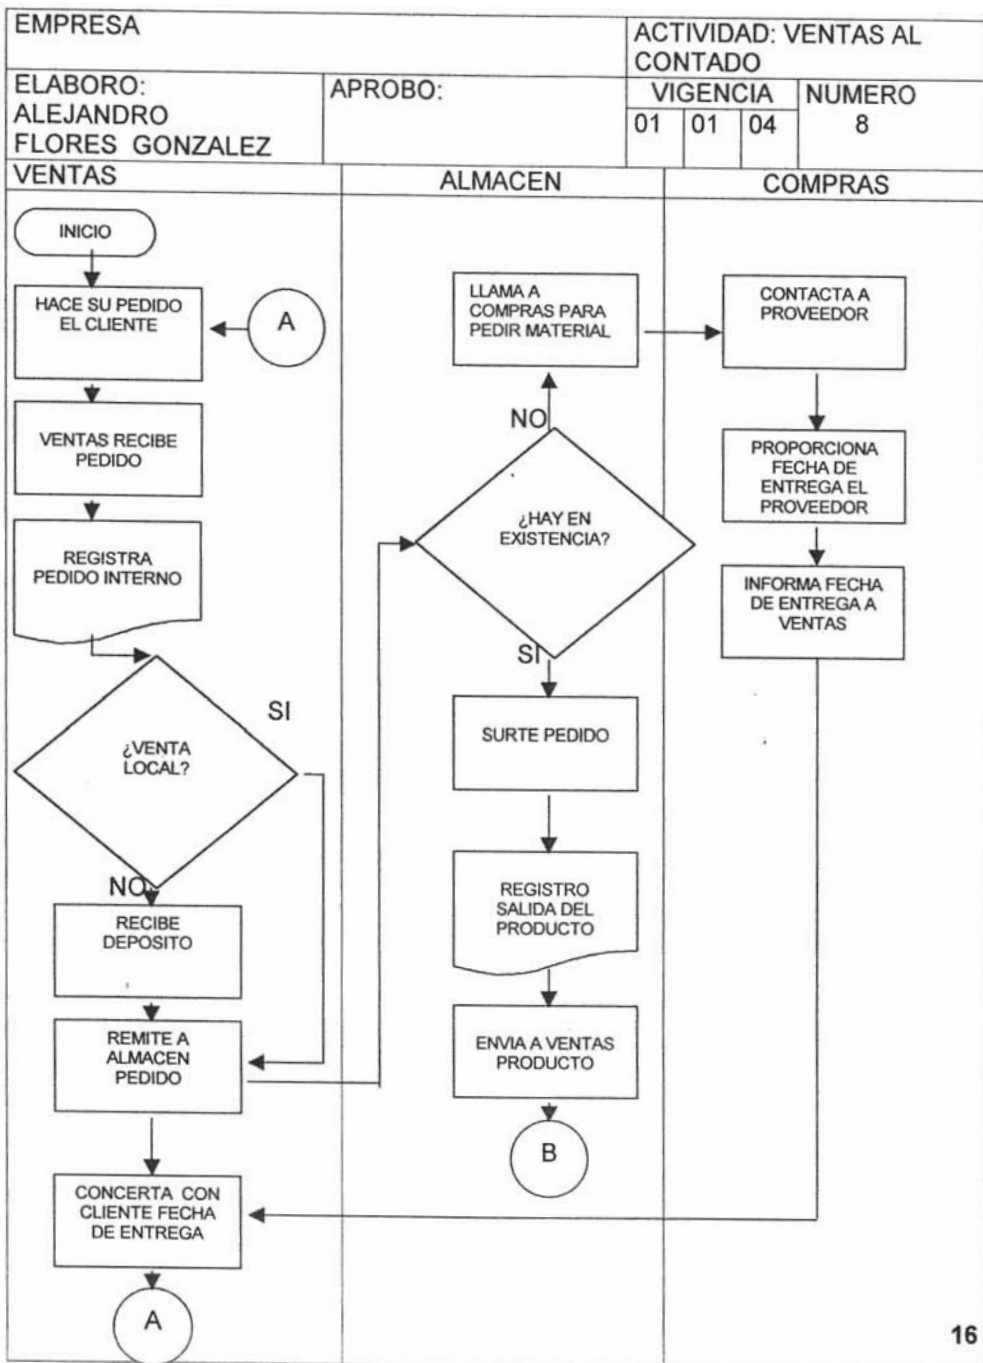 EMPRESA
ACTIVIDAD: VENTAS AL
CONTADO
ELABORO:
ALEJANDRO
FLORES GONZALEZ
APROBO:
VIGENCIA
01 01 04
NUMERO
8
VENTAS
ALMACEN
COMPRAS
INICIO
HACE SU PEDIDO
EL CLIENTE
A
VENTAS RECIBE
PEDIDO
REGISTRA
PEDIDO INTERNO
¿VENTA
LOCAL?
SI
NO
RECIBE
DEPOSITO
REMITE A
ALMACEN
PEDIDO
CONCERTA CON
CLIENTE FECHA
DE ENTREGA
A
LLAMA A
COMPRAS PARA
PEDIR MATERIAL
NO
¿HAY EN
EXISTENCIA?
SI
SURTE PEDIDO
REGISTRO
SALIDA DEL
PRODUCTO
ENVIA A VENTAS
PRODUCTO
B
CONTACTA A
PROVEEDOR
PROPORCIONA
FECHA DE
ENTREGA EL
PROVEEDOR
INFORMA FECHA
DE ENTREGA A
VENTAS
16